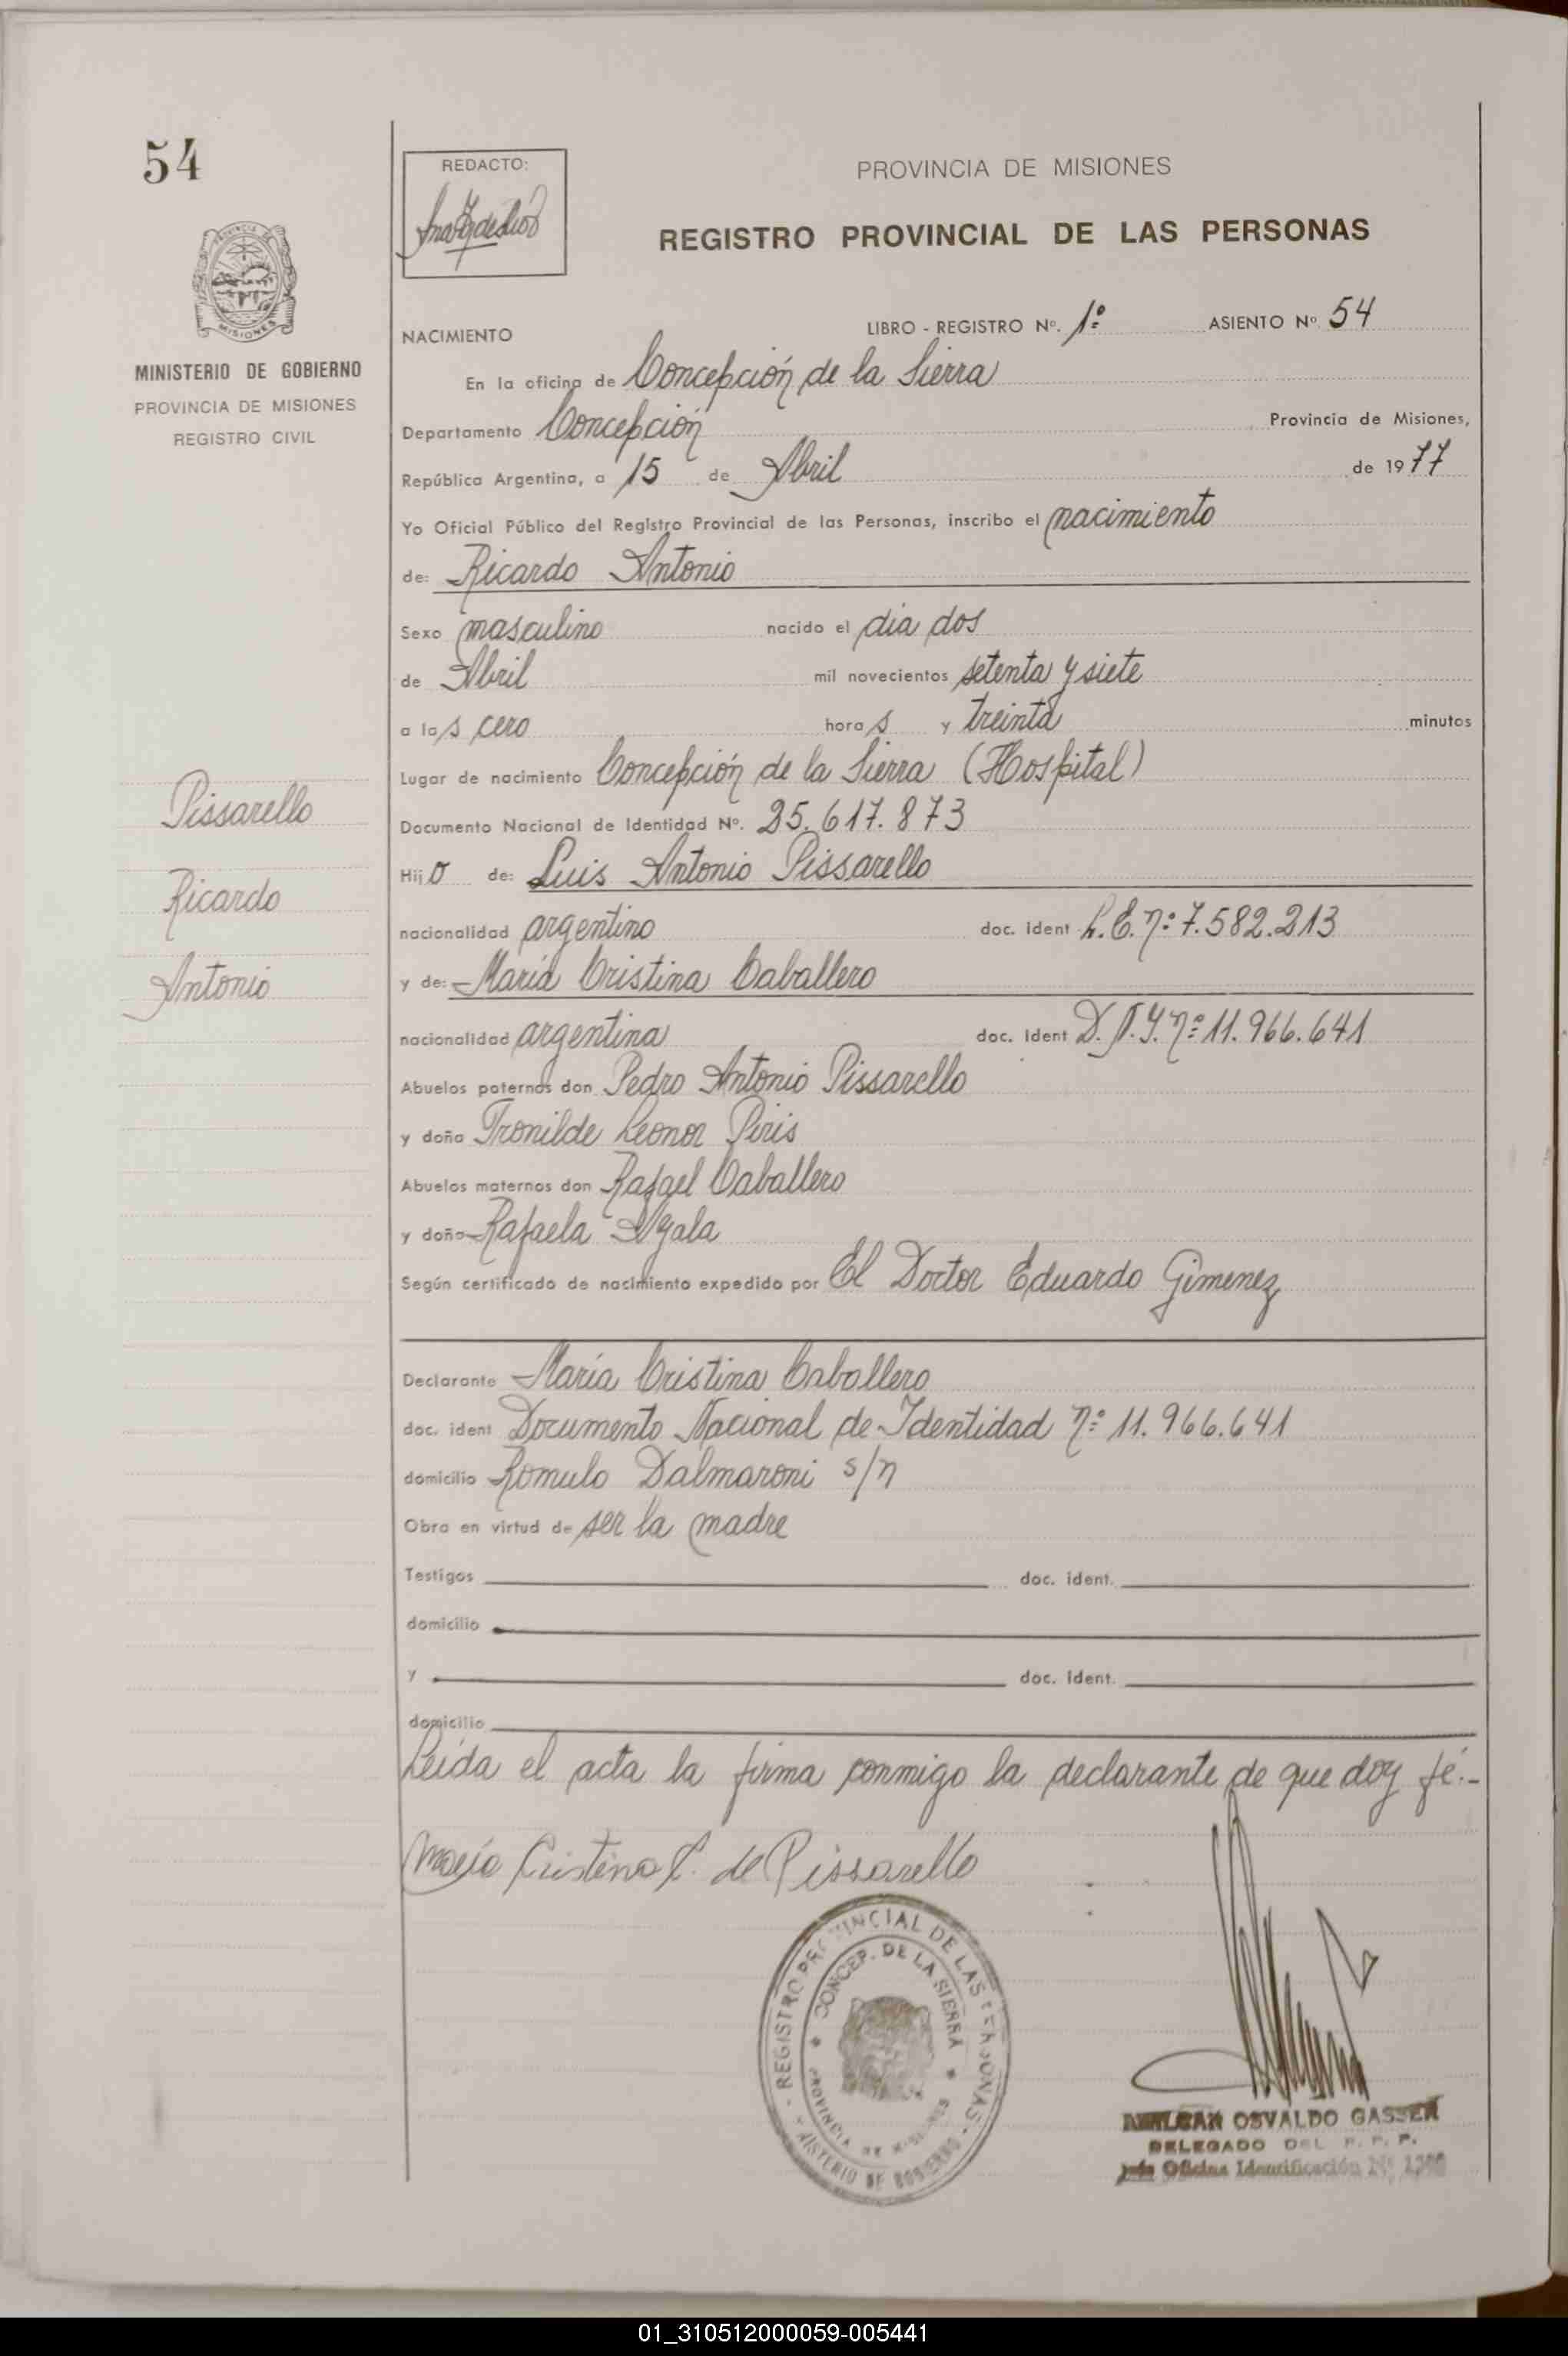 54
REDACTO:
PROVINCIA DE MISIONES
REGISTRO PROVINCIAL DE LAS PERSONAS
MINISTERIO DE GOBIERNO
PROVINCIA DE MISIONES
REGISTRO CIVIL
NACIMIENTO LIBRO - REGISTRO Nº. 1º ASIENTO Nº 54
En la oficina de Concepción de la Sierra
Departamento Concepción Provincia de Misiones,
República Argentina, a 15 de Abril de 1977
Yo Oficial Público del Registro Provincial de las Personas, inscribo el nacimiento
de: Ricardo Antonio
Sexo masculino nacido el dia dos
de Abril mil novecientos setenta y siete
a las cero horas y treinta minutos
Lugar de nacimiento Concepción de la Sierra (Hospital)
Pissarello
Ricardo
Antonio
Documento Nacional de Identidad Nº. 25.617.873
Hijo de: Luis Antonio Pissarello
nacionalidad argentino doc. ident L.E. nº 7.582.213
y de: María Cristina Caballero
nacionalidad argentina doc. ident D.N.I. nº 11.966.641
Abuelos paternos don Pedro Antonio Pissarello
y doña Tronilde Leonor Piris
Abuelos maternos don Rafael Caballero
y doña Rafaela Ayala
Según certificado de nacimiento expedido por El Doctor Eduardo Gimenez
Declarante María Cristina Caballero
doc. ident Documento Nacional de Identidad nº 11.966.641
domicilio Romulo Dalmaroni s/n
Obra en virtud de ser la madre
Testigos doc. ident.
domicilio
y doc. ident.
domicilio
Leída el acta la firma conmigo la declarante de que doy fé.-
María Cristina C. de Pissarello
REGISTRO PROVINCIAL DE LAS PERSONAS
CONCEP. DE LA SIERRA
PROVINCIA DE MISIONES
MINISTERIO DE GOBIERNO
OSVALDO GASSER
DELEGADO DEL R. P. P.
Jefe Oficina Identificación Nº
01_310512000059-005441